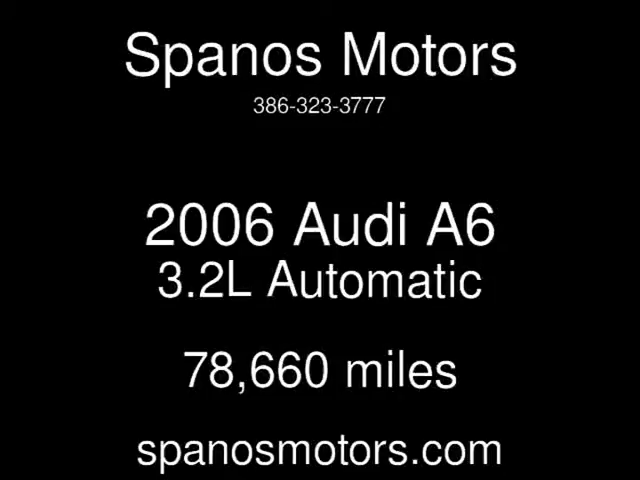 Spanos Motors
386-323-3777
2006 Audi A6
3.2L Automatic
78,660 miles
spanosmotors.com